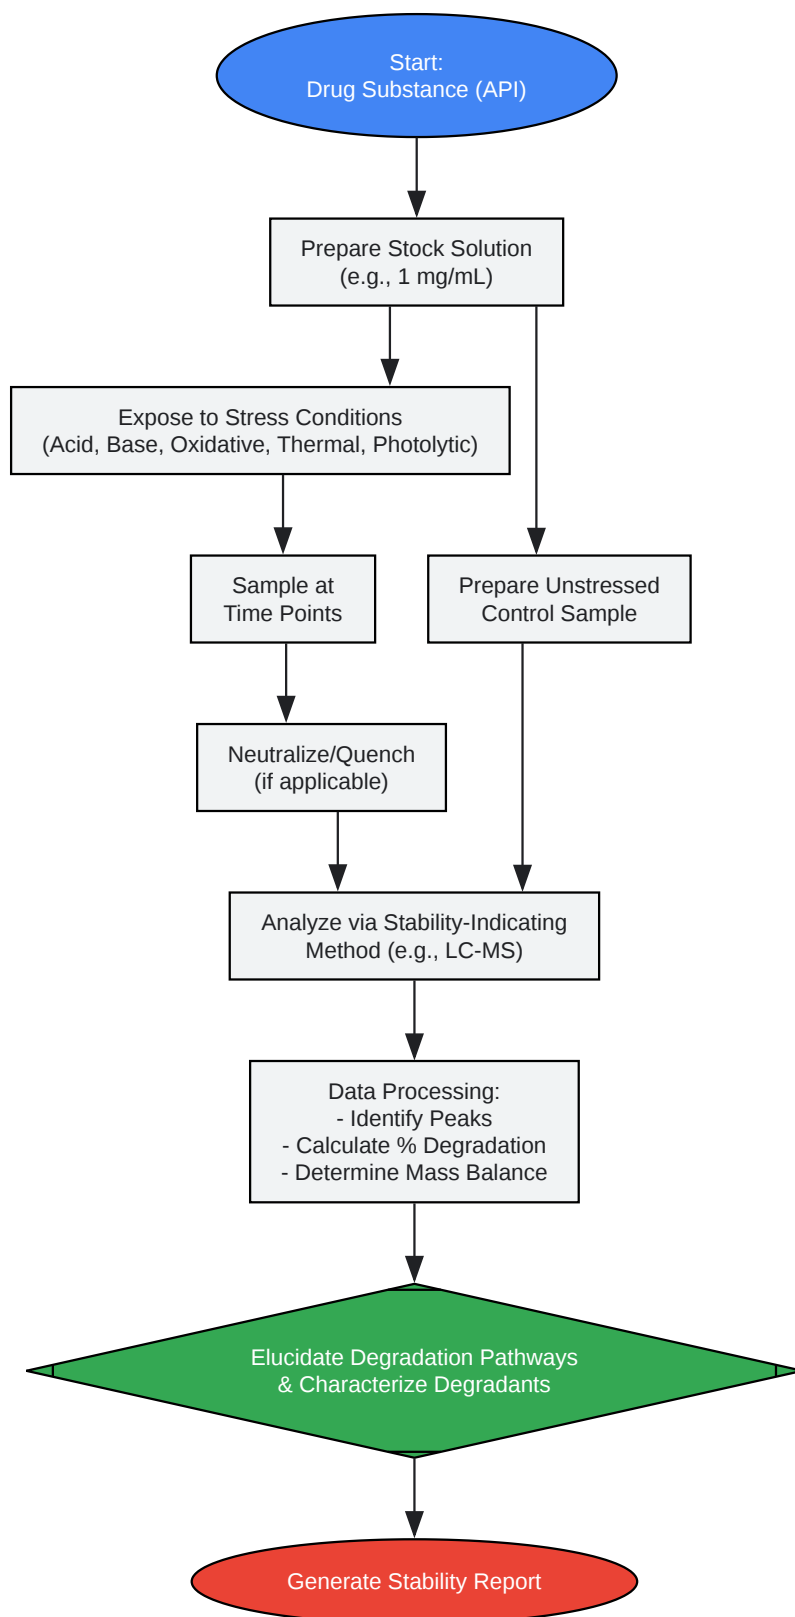 Start:
Drug Substance (API)
Prepare Stock Solution
(e.g., 1 mg/mL)
Expose to Stress Conditions
(Acid, Base, Oxidative, Thermal, Photolytic)
Sample at
Time Points
Prepare Unstressed
Control Sample
Neutralize/Quench
(if applicable)
Analyze via Stability-Indicating
Method (e.g., LC-MS)
Data Processing:
- Identify Peaks
- Calculate % Degradation
- Determine Mass Balance
Elucidate Degradation Pathways
& Characterize Degradants
Generate Stability Report